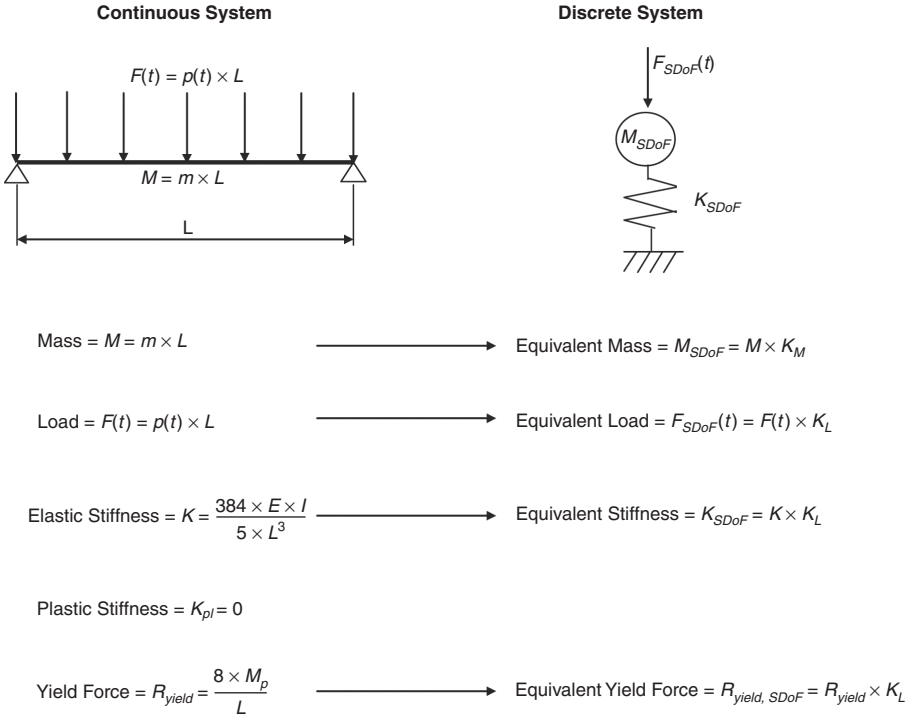 Continuous System
Discrete System
F(t) = p(t) × L
F_SDoF(t)
M_SDoF
M = m × L
K_SDoF
L
Mass = M = m × L
Equivalent Mass = M_SDoF = M × K_M
Load = F(t) = p(t) × L
Equivalent Load = F_SDoF(t) = F(t) × K_L
Elastic Stiffness = K = (384 × E × I) / (5 × L³)
Equivalent Stiffness = K_SDoF = K × K_L
Plastic Stiffness = K_pl = 0
Yield Force = R_yield = (8 × M_p) / L
Equivalent Yield Force = R_yield, SDoF = R_yield × K_L